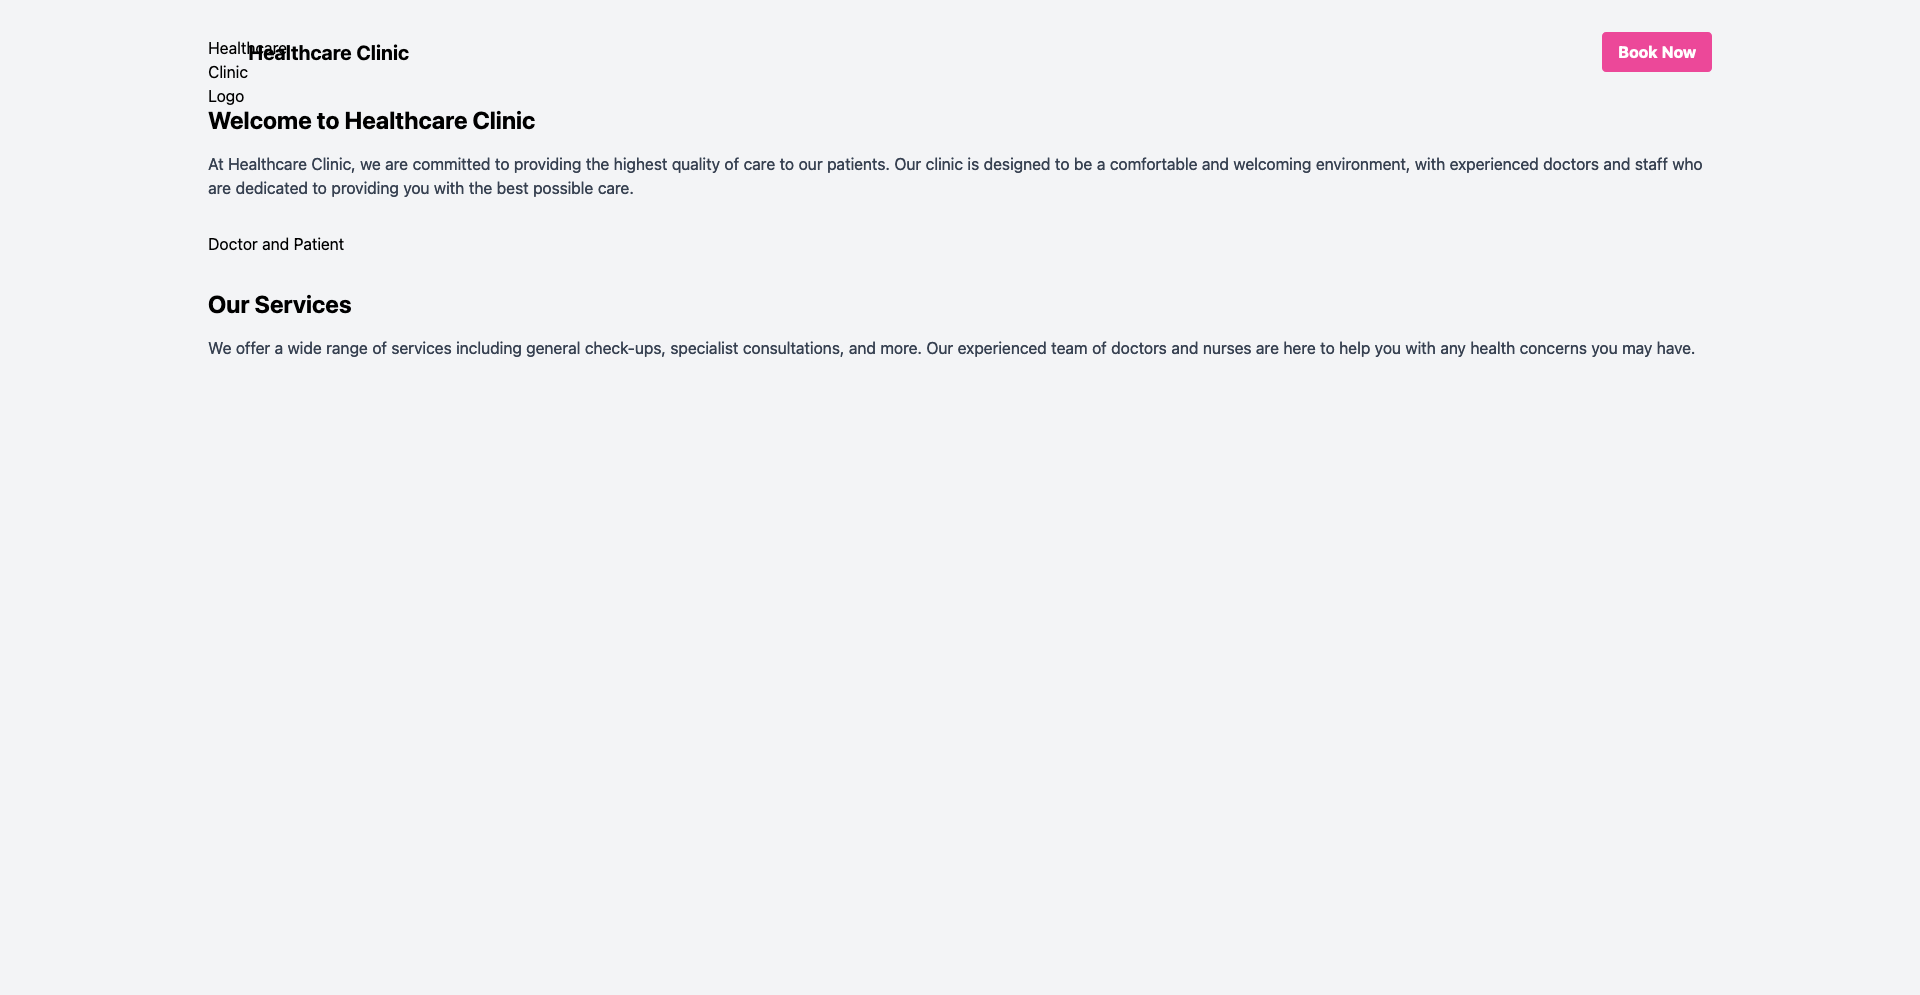 Healthcare
Clinic
Logo
Healthcare Clinic
Book Now
Welcome to Healthcare Clinic
At Healthcare Clinic, we are committed to providing the highest quality of care to our patients. Our clinic is designed to be a comfortable and welcoming environment, with experienced doctors and staff who
are dedicated to providing you with the best possible care.
Doctor and Patient
Our Services
We offer a wide range of services including general check-ups, specialist consultations, and more. Our experienced team of doctors and nurses are here to help you with any health concerns you may have.